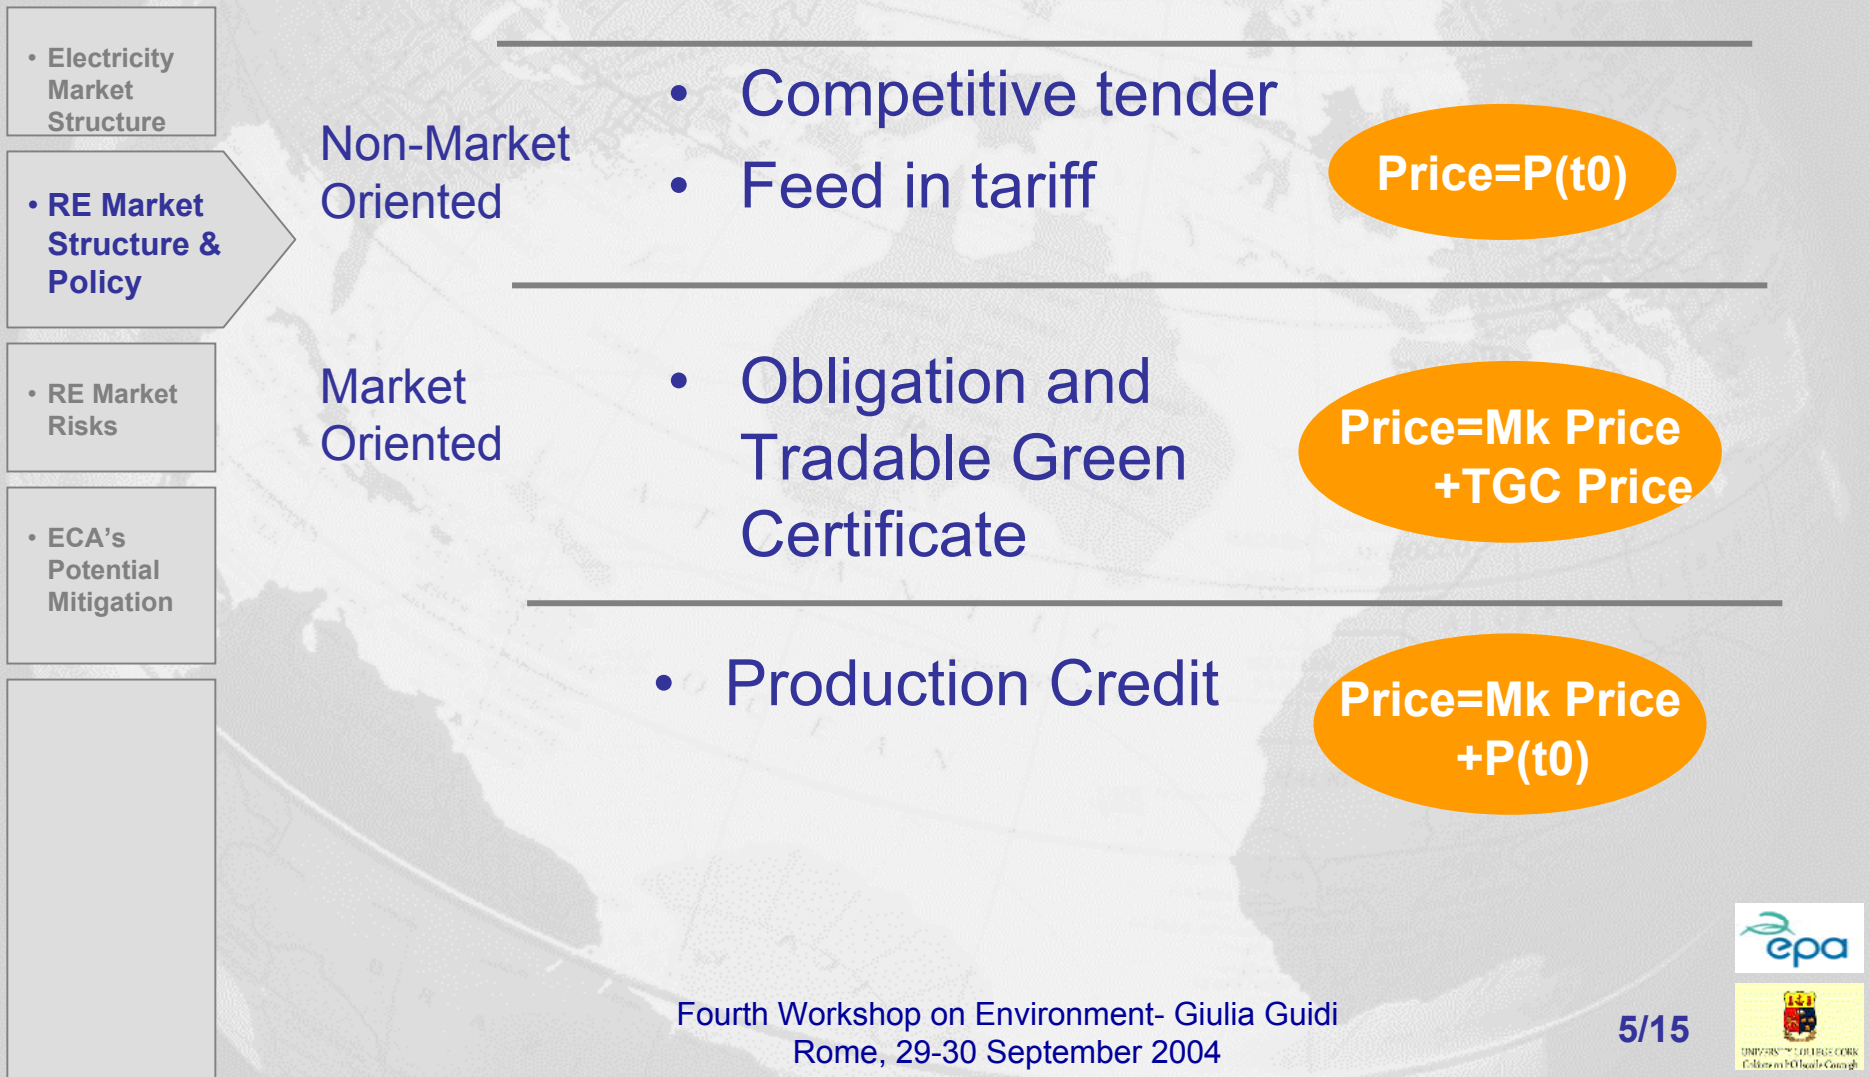 • Electricity
Market
Structure
• RE Market
Structure &
Policy
• RE Market
Risks
• ECA's
Potential
Mitigation
Non-Market
Oriented
• Competitive tender
• Feed in tariff
Price=P(t0)
Market
Oriented
• Obligation and
Tradable Green
Certificate
Price=Mk Price
+TGC Price
• Production Credit
Price=Mk Price
+P(t0)
Fourth Workshop on Environment- Giulia Guidi
Rome, 29-30 September 2004
5/15
epa
COLLEGE CORK